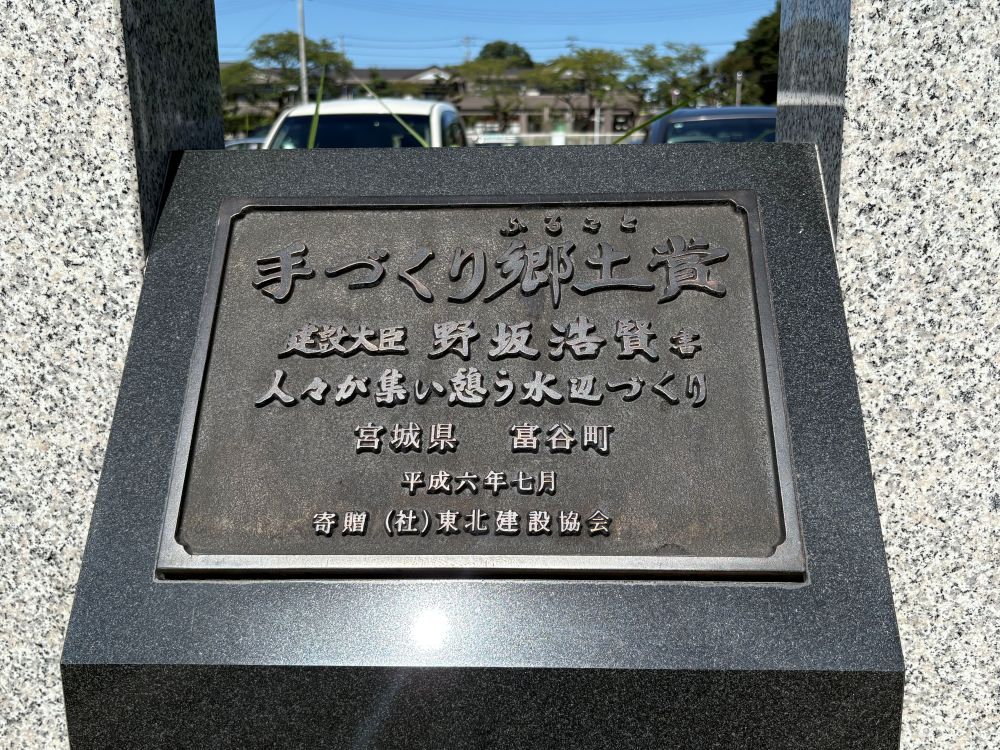 ふるさと
手づくり郷土賞
建設大臣 野坂浩賢書
人々が集い憩う水辺づくり
宮城県 富谷町
平成六年七月
寄贈 (社)東北建設協会